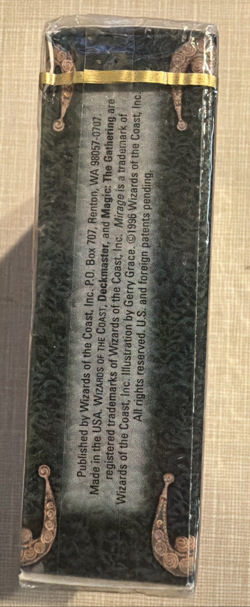 Published by Wizards of the Coast, Inc. P.O. Box 707, Renton, WA 98057-0707.
Made in the USA. WIZARDS OF THE COAST, Deckmaster, and Magic: The Gathering are
registered trademarks of Wizards of the Coast, Inc. Mirage is a trademark of
Wizards of the Coast, Inc. Illustration by Gerry Grace. ©1996 Wizards of the Coast, Inc.
All rights reserved. U.S. and foreign patents pending.